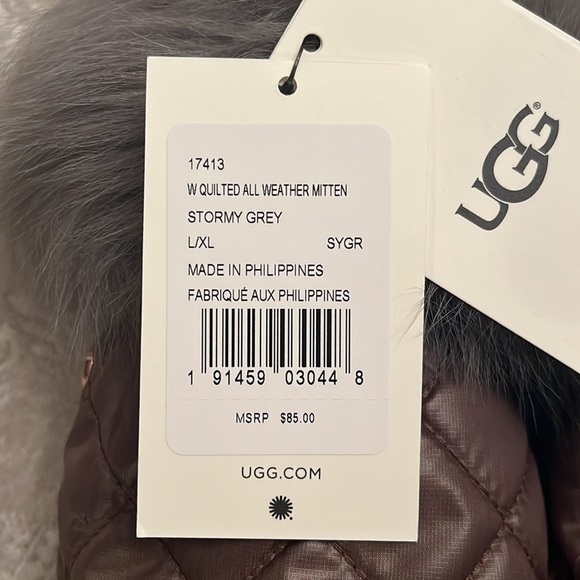 UGG®
17413
W QUILTED ALL WEATHER MITTEN
STORMY GREY
L/XL SYGR
MADE IN PHILIPPINES
FABRIQUÉ AUX PHILIPPINES
1 91459 03044 8
MSRP $85.00
UGG.COM